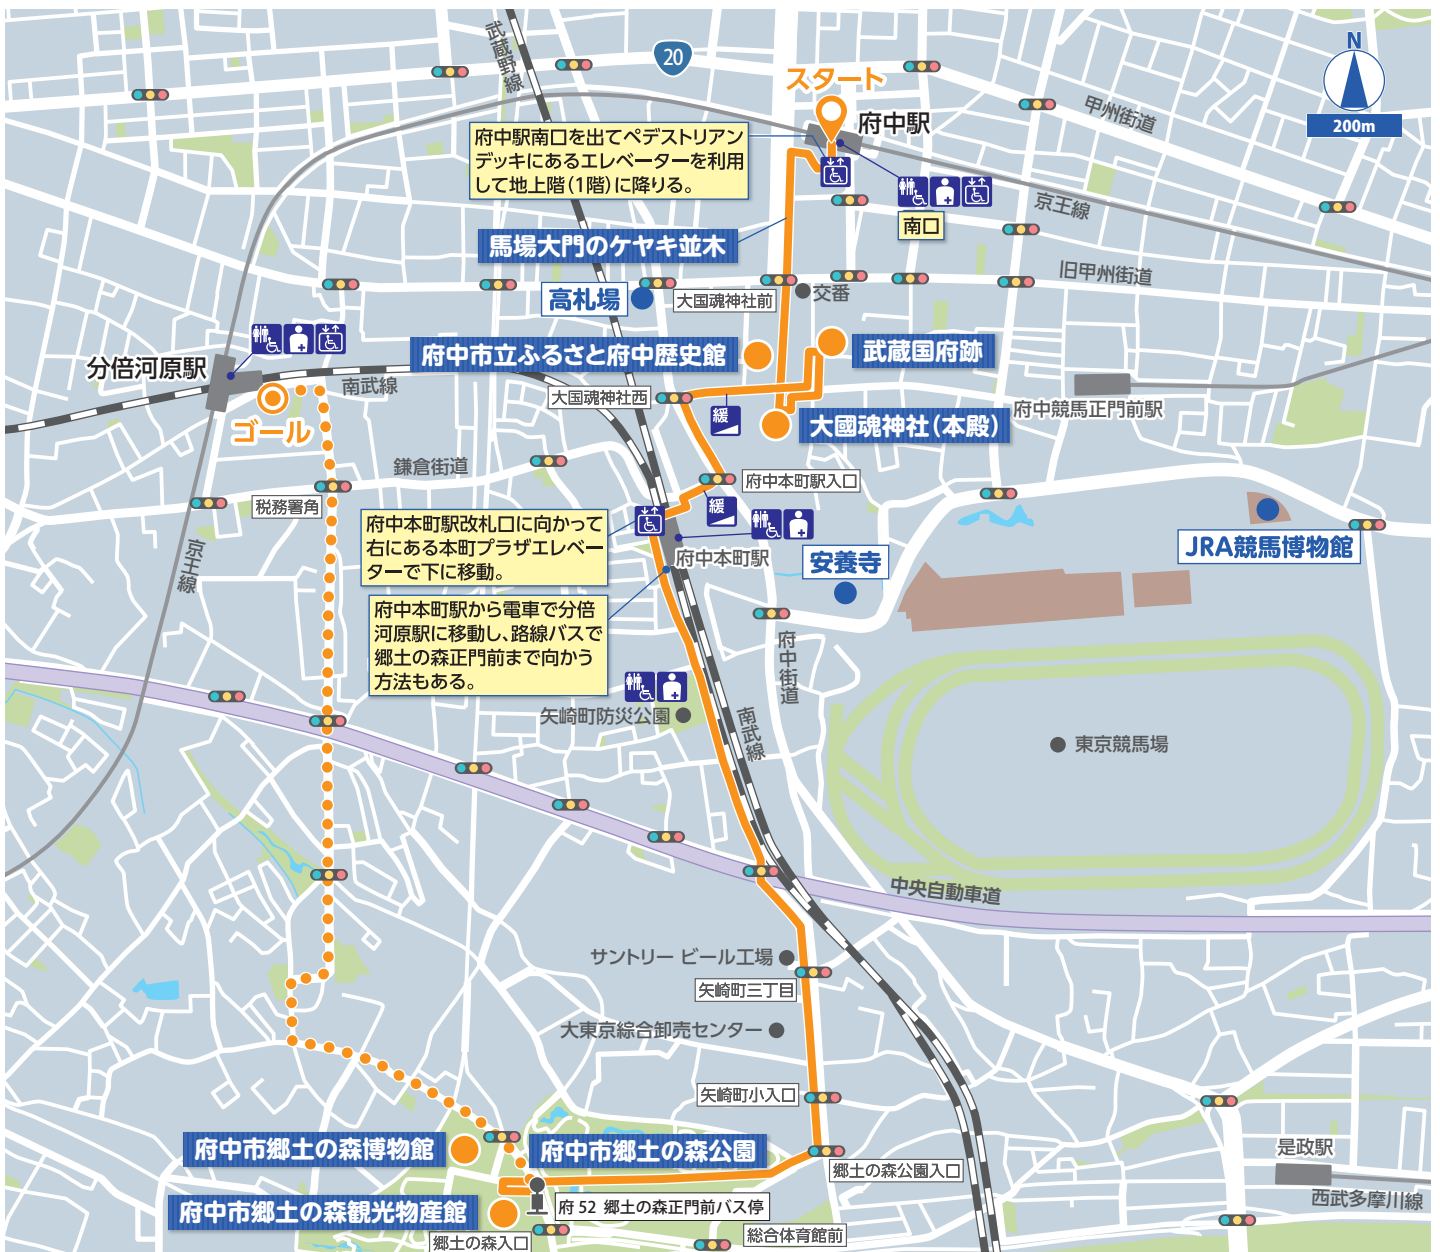 武蔵野線
20
スタート
N
200m
府中駅
甲州街道
府中駅南口を出てペデストリアン
デッキにあるエレベーターを利用
して地上階(1階)に降りる。
南口
京王線
馬場大門のケヤキ並木
旧甲州街道
高札場
大国魂神社前
交番
府中市立ふるさと府中歴史館
武蔵国府跡
分倍河原駅
南武線
大国魂神社西
府中競馬正門前駅
緩
大國魂神社(本殿)
ゴール
鎌倉街道
府中本町駅入口
税務署角
緩
府中本町駅改札口に向かって
右にある本町プラザエレベー
ターで下に移動。
府中本町駅
安養寺
JRA競馬博物館
京王線
府中本町駅から電車で分倍
河原駅に移動し、路線バスで
郷土の森正門前まで向かう
方法もある。
府中街道
矢崎町防災公園
南武線
東京競馬場
中央自動車道
サントリー ビール工場
矢崎町三丁目
大東京綜合卸売センター
矢崎町小入口
府中市郷土の森博物館
府中市郷土の森公園
郷土の森公園入口
是政駅
府中市郷土の森観光物産館
府52 郷土の森正門前バス停
西武多摩川線
郷土の森入口
総合体育館前